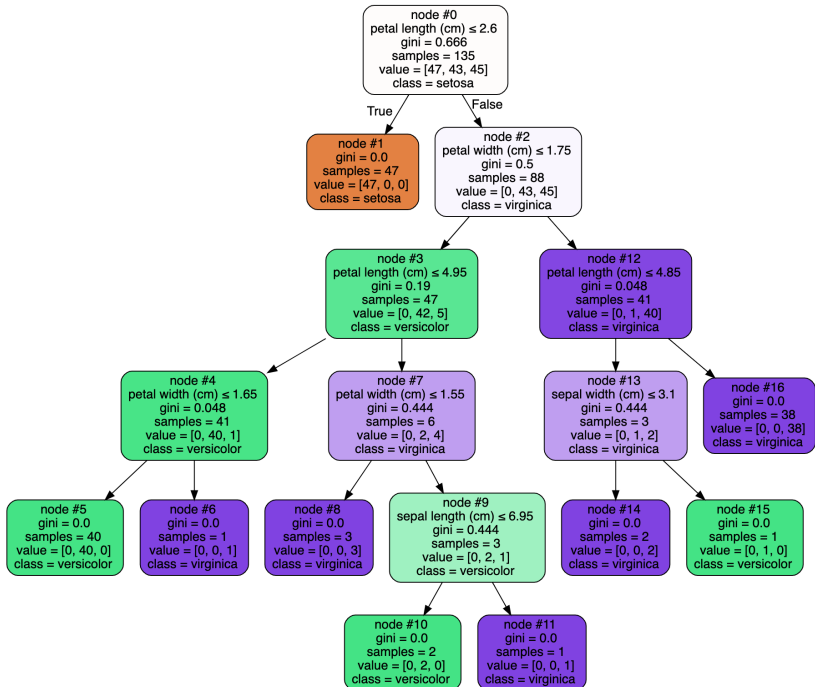 node #0
petal length (cm) ≤ 2.6
gini = 0.666
samples = 135
value = [47, 43, 45]
class = setosa
True
False
node #1
gini = 0.0
samples = 47
value = [47, 0, 0]
class = setosa
node #2
petal width (cm) ≤ 1.75
gini = 0.5
samples = 88
value = [0, 43, 45]
class = virginica
node #3
petal length (cm) ≤ 4.95
gini = 0.19
samples = 47
value = [0, 42, 5]
class = versicolor
node #12
petal length (cm) ≤ 4.85
gini = 0.048
samples = 41
value = [0, 1, 40]
class = virginica
node #4
petal width (cm) ≤ 1.65
gini = 0.048
samples = 41
value = [0, 40, 1]
class = versicolor
node #7
petal width (cm) ≤ 1.55
gini = 0.444
samples = 6
value = [0, 2, 4]
class = virginica
node #13
sepal width (cm) ≤ 3.1
gini = 0.444
samples = 3
value = [0, 1, 2]
class = virginica
node #16
gini = 0.0
samples = 38
value = [0, 0, 38]
class = virginica
node #5
gini = 0.0
samples = 40
value = [0, 40, 0]
class = versicolor
node #6
gini = 0.0
samples = 1
value = [0, 0, 1]
class = virginica
node #8
gini = 0.0
samples = 3
value = [0, 0, 3]
class = virginica
node #9
sepal length (cm) ≤ 6.95
gini = 0.444
samples = 3
value = [0, 2, 1]
class = versicolor
node #14
gini = 0.0
samples = 2
value = [0, 0, 2]
class = virginica
node #15
gini = 0.0
samples = 1
value = [0, 1, 0]
class = versicolor
node #10
gini = 0.0
samples = 2
value = [0, 2, 0]
class = versicolor
node #11
gini = 0.0
samples = 1
value = [0, 0, 1]
class = virginica